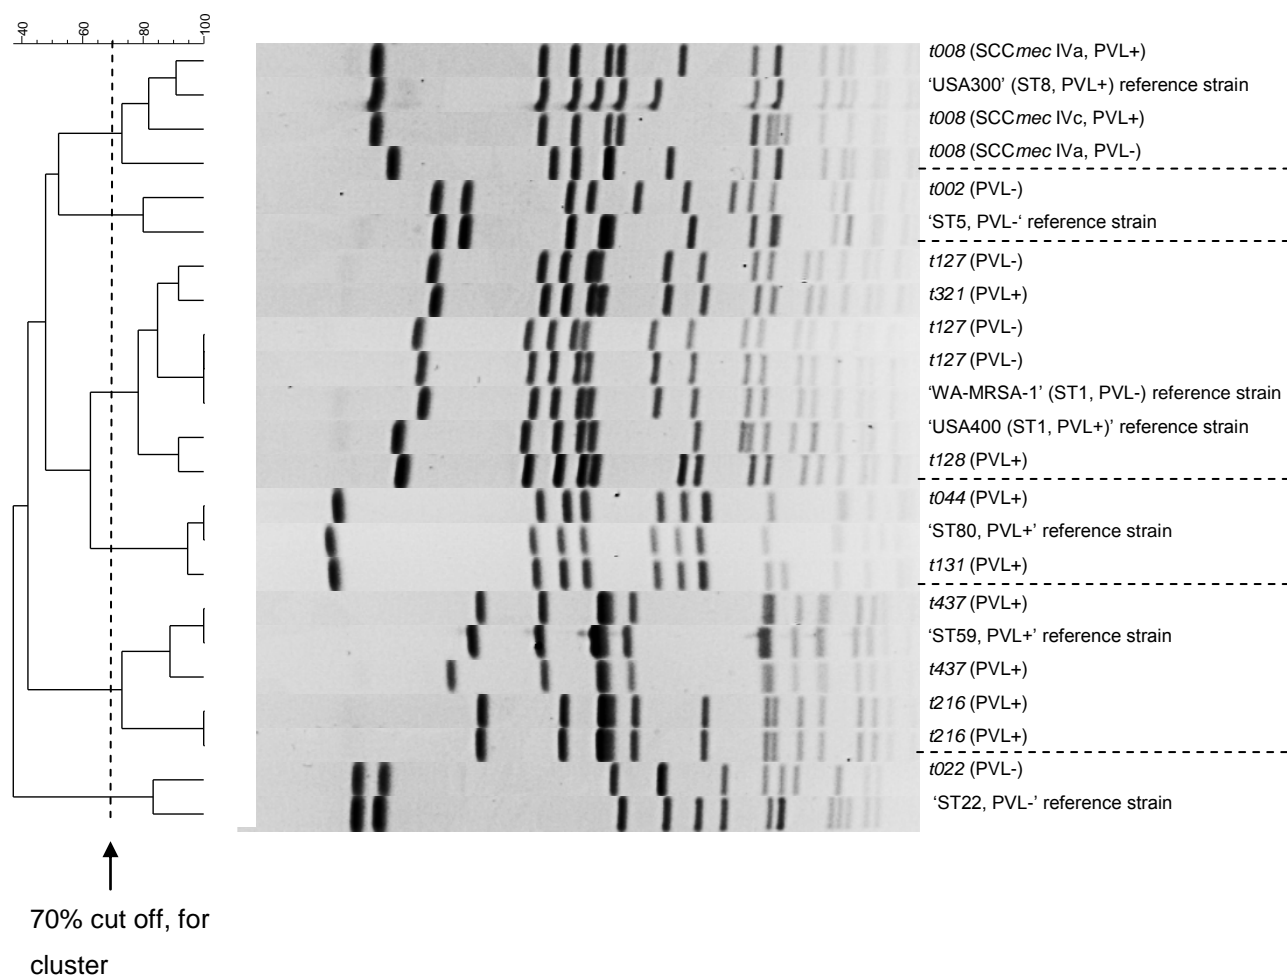 40 60 80 100
t008 (SCCmec IVa, PVL+)
‘USA300’ (ST8, PVL+) reference strain
t008 (SCCmec IVc, PVL+)
t008 (SCCmec IVa, PVL-)
t002 (PVL-)
‘ST5, PVL-‘ reference strain
t127 (PVL-)
t321 (PVL+)
t127 (PVL-)
t127 (PVL-)
‘WA-MRSA-1’ (ST1, PVL-) reference strain
‘USA400 (ST1, PVL+)’ reference strain
t128 (PVL+)
t044 (PVL+)
‘ST80, PVL+’ reference strain
t131 (PVL+)
t437 (PVL+)
‘ST59, PVL+’ reference strain
t437 (PVL+)
t216 (PVL+)
t216 (PVL+)
t022 (PVL-)
‘ST22, PVL-’ reference strain
70% cut off, for
cluster